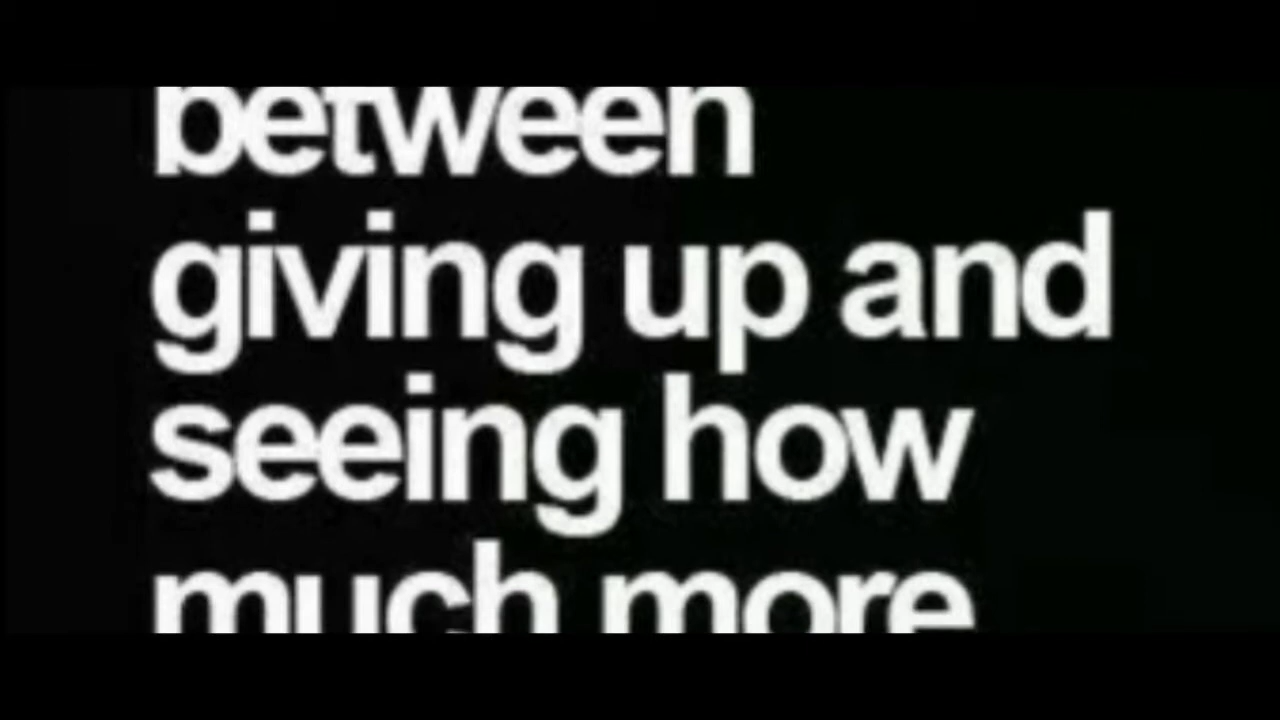 between
giving up and
seeing how
much more